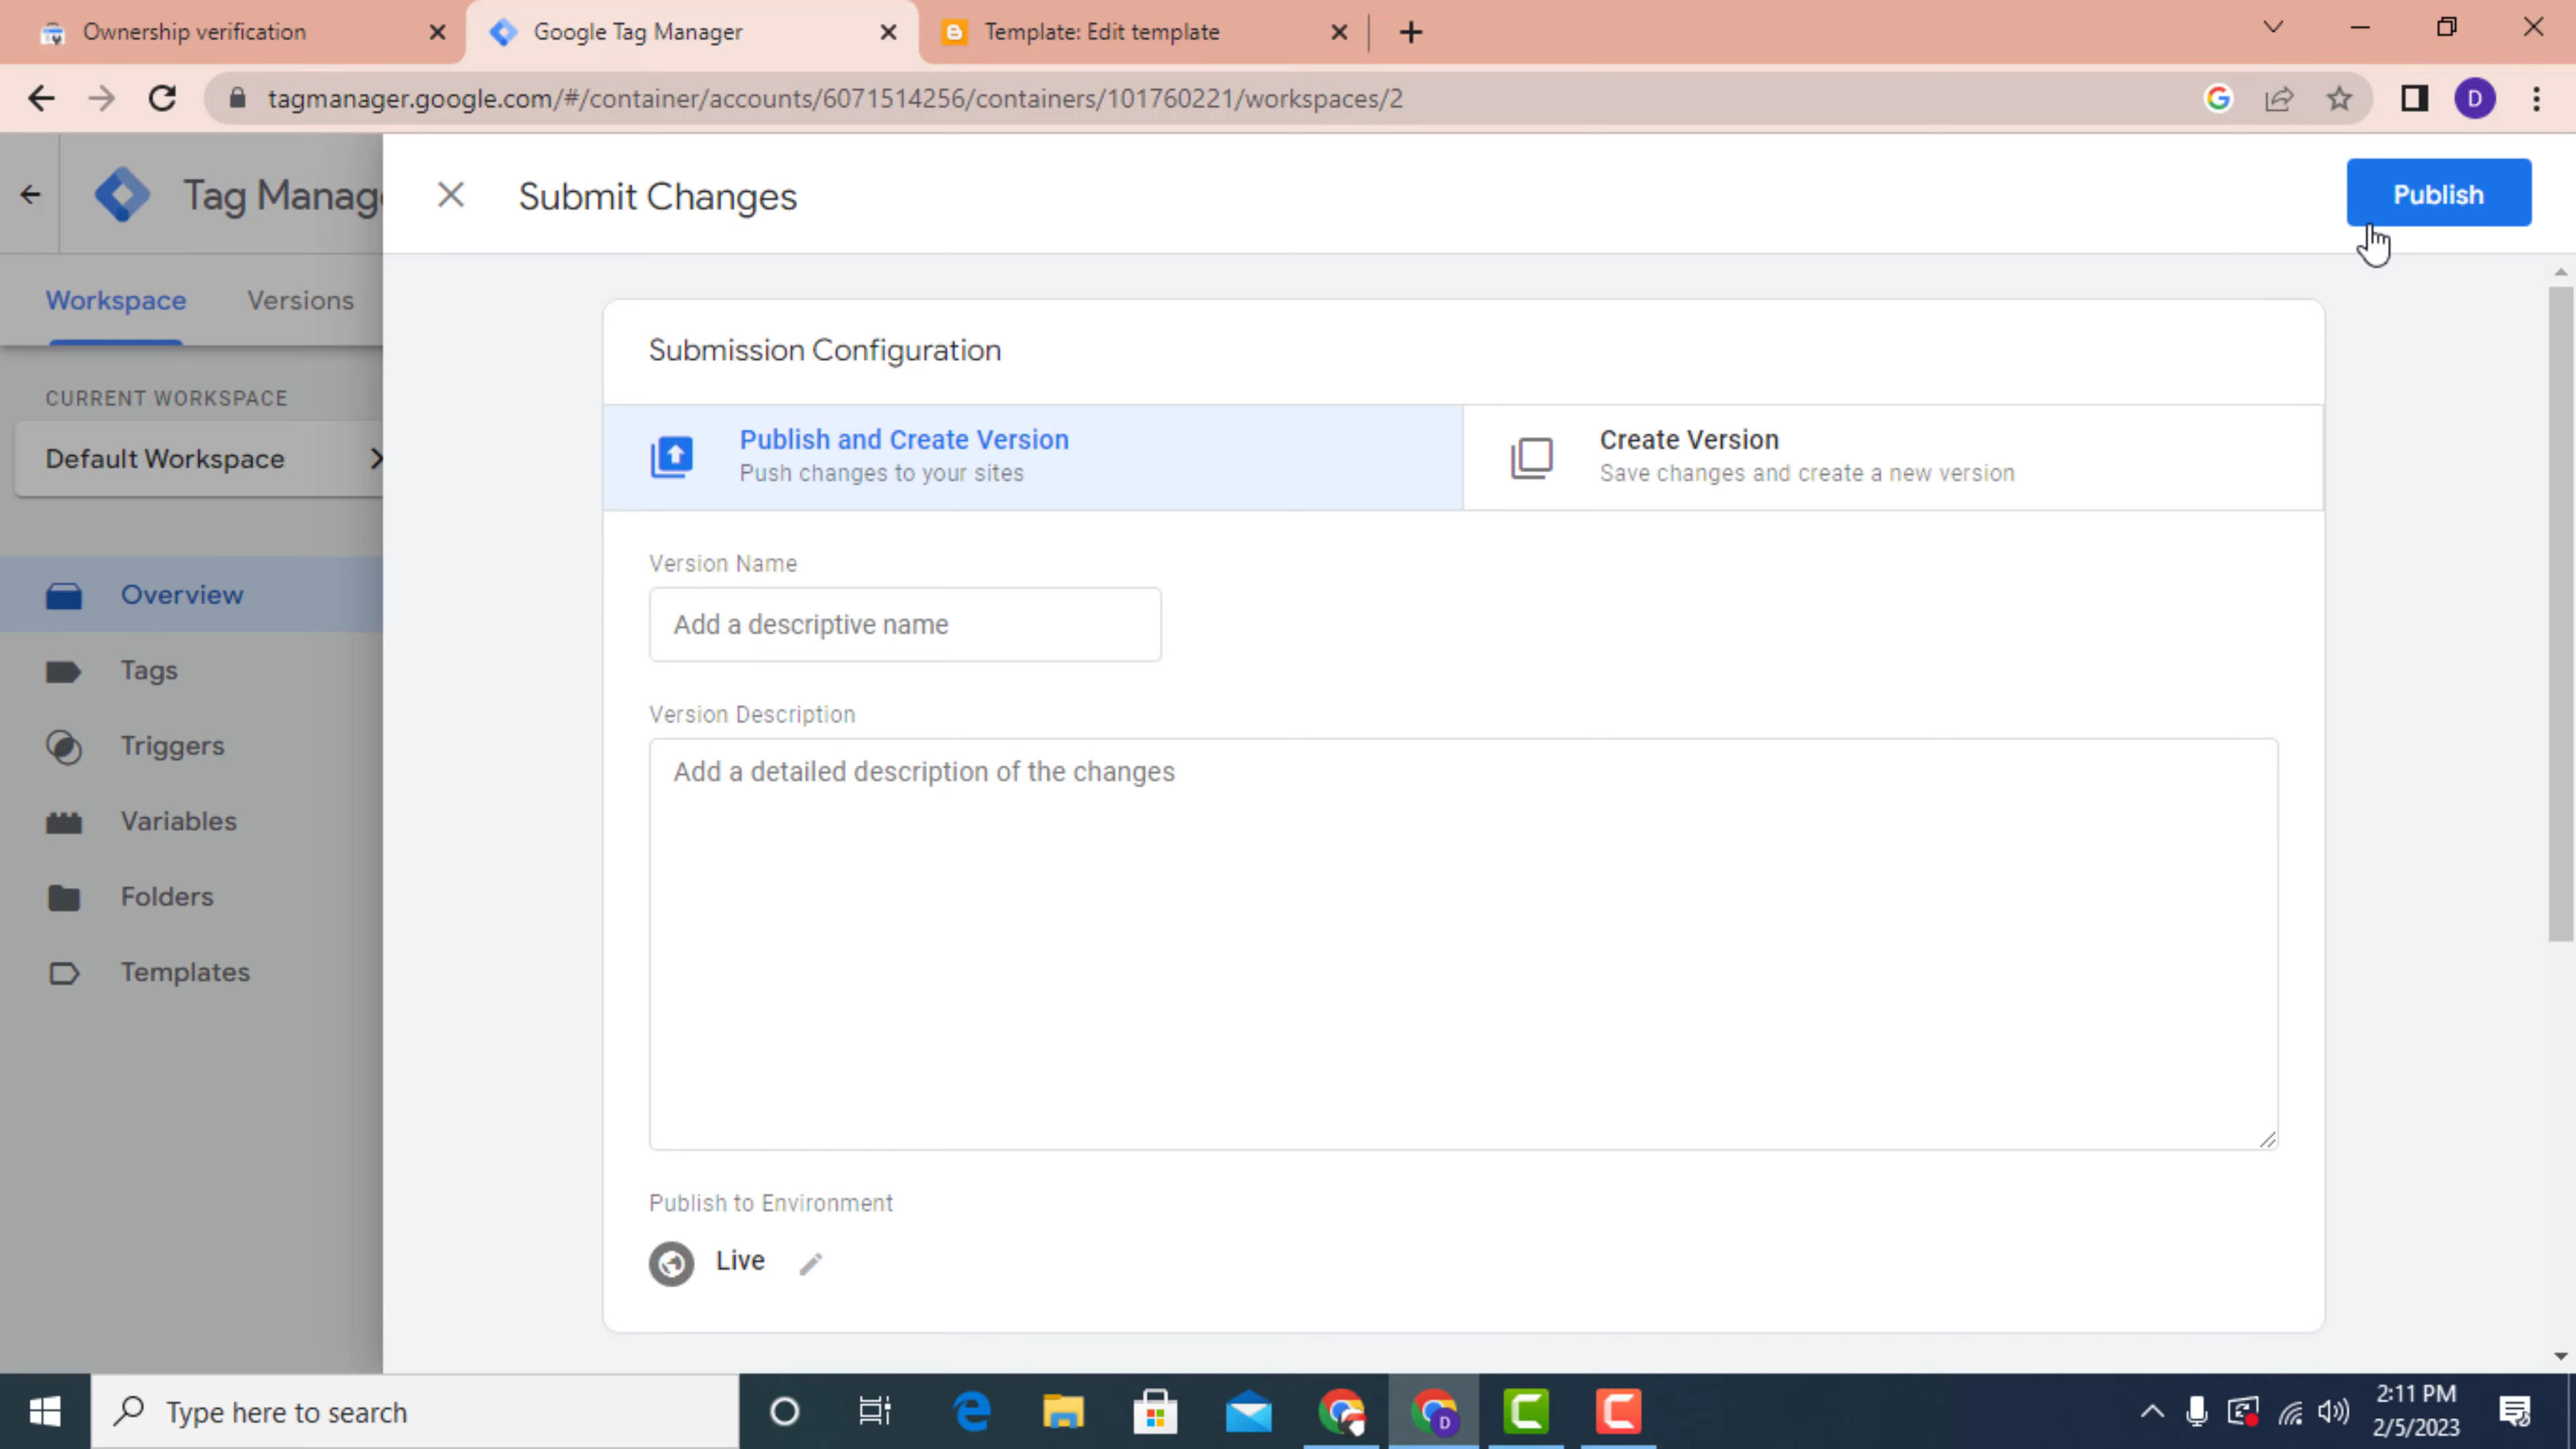 Ownership verification
Google Tag Manager
Template: Edit template
tagmanager.google.com/#/container/accounts/6071514256/containers/101760221/workspaces/2
D
Tag Manag
Submit Changes
Publish
Workspace
Versions
CURRENT WORKSPACE
Default Workspace
Overview
Tags
Triggers
Variables
Folders
Templates
Submission Configuration
Publish and Create Version
Push changes to your sites
Create Version
Save changes and create a new version
Version Name
Add a descriptive name
Version Description
Add a detailed description of the changes
Publish to Environment
Live
Type here to search
D
2:11 PM
2/5/2023